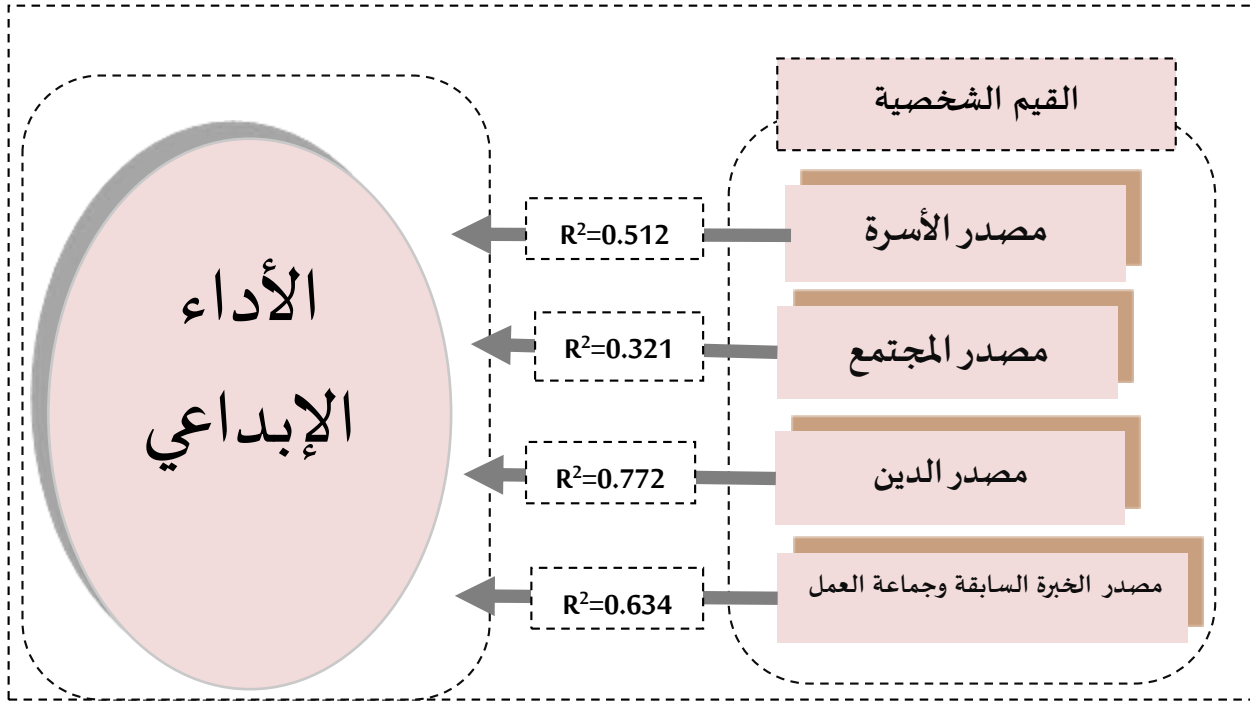 القيم الشخصية
مصدر الأسرة
R²=0.512
مصدر المجتمع
R²=0.321
مصدر الدين
R²=0.772
مصدر الخبرة السابقة وجماعة العمل
R²=0.634
الأداء
الإبداعي